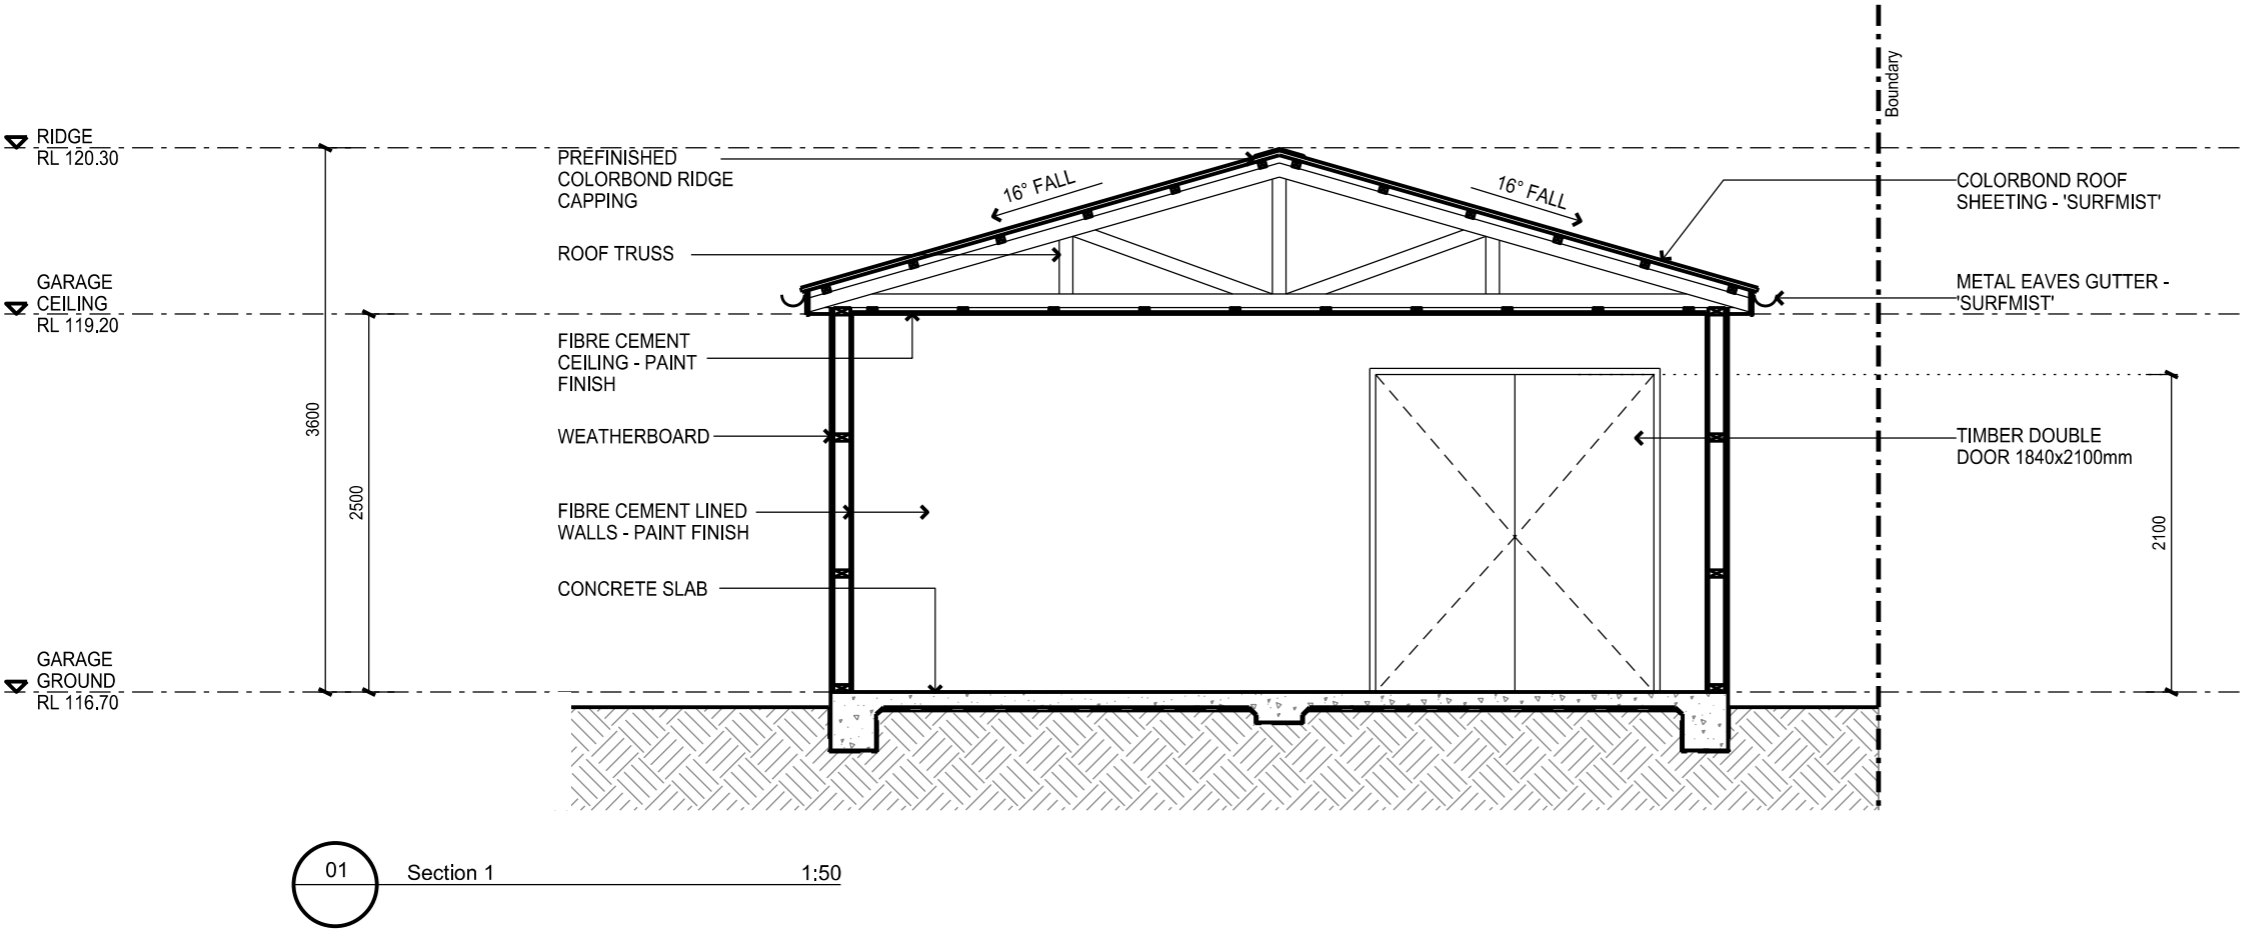 Boundary
RIDGE
RL 120.30
PREFINISHED
COLORBOND RIDGE
CAPPING
16° FALL
16° FALL
COLORBOND ROOF
SHEETING - 'SURFMIST'
ROOF TRUSS
GARAGE
CEILING
RL 119.20
METAL EAVES GUTTER -
'SURFMIST'
FIBRE CEMENT
CEILING - PAINT
FINISH
3600
2500
WEATHERBOARD
TIMBER DOUBLE
DOOR 1840x2100mm
FIBRE CEMENT LINED
WALLS - PAINT FINISH
2100
CONCRETE SLAB
GARAGE
GROUND
RL 116.70
01
Section 1
1:50